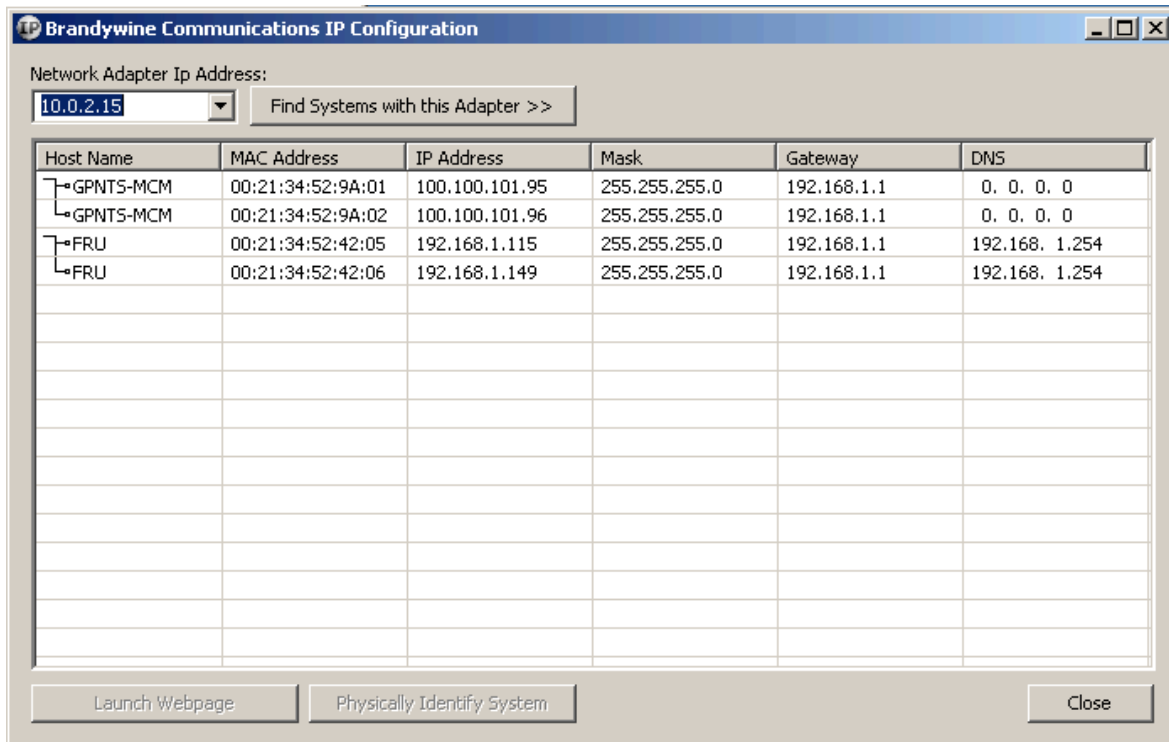 IP Brandywine Communications IP Configuration
Network Adapter Ip Address:
10.0.2.15 Find Systems with this Adapter >>
Host Name MAC Address IP Address Mask Gateway DNS
GPNTS-MCM 00:21:34:52:9A:01 100.100.101.95 255.255.255.0 192.168.1.1 0. 0. 0. 0
GPNTS-MCM 00:21:34:52:9A:02 100.100.101.96 255.255.255.0 192.168.1.1 0. 0. 0. 0
FRU 00:21:34:52:42:05 192.168.1.115 255.255.255.0 192.168.1.1 192.168. 1.254
FRU 00:21:34:52:42:06 192.168.1.149 255.255.255.0 192.168.1.1 192.168. 1.254
Launch Webpage Physically Identify System Close